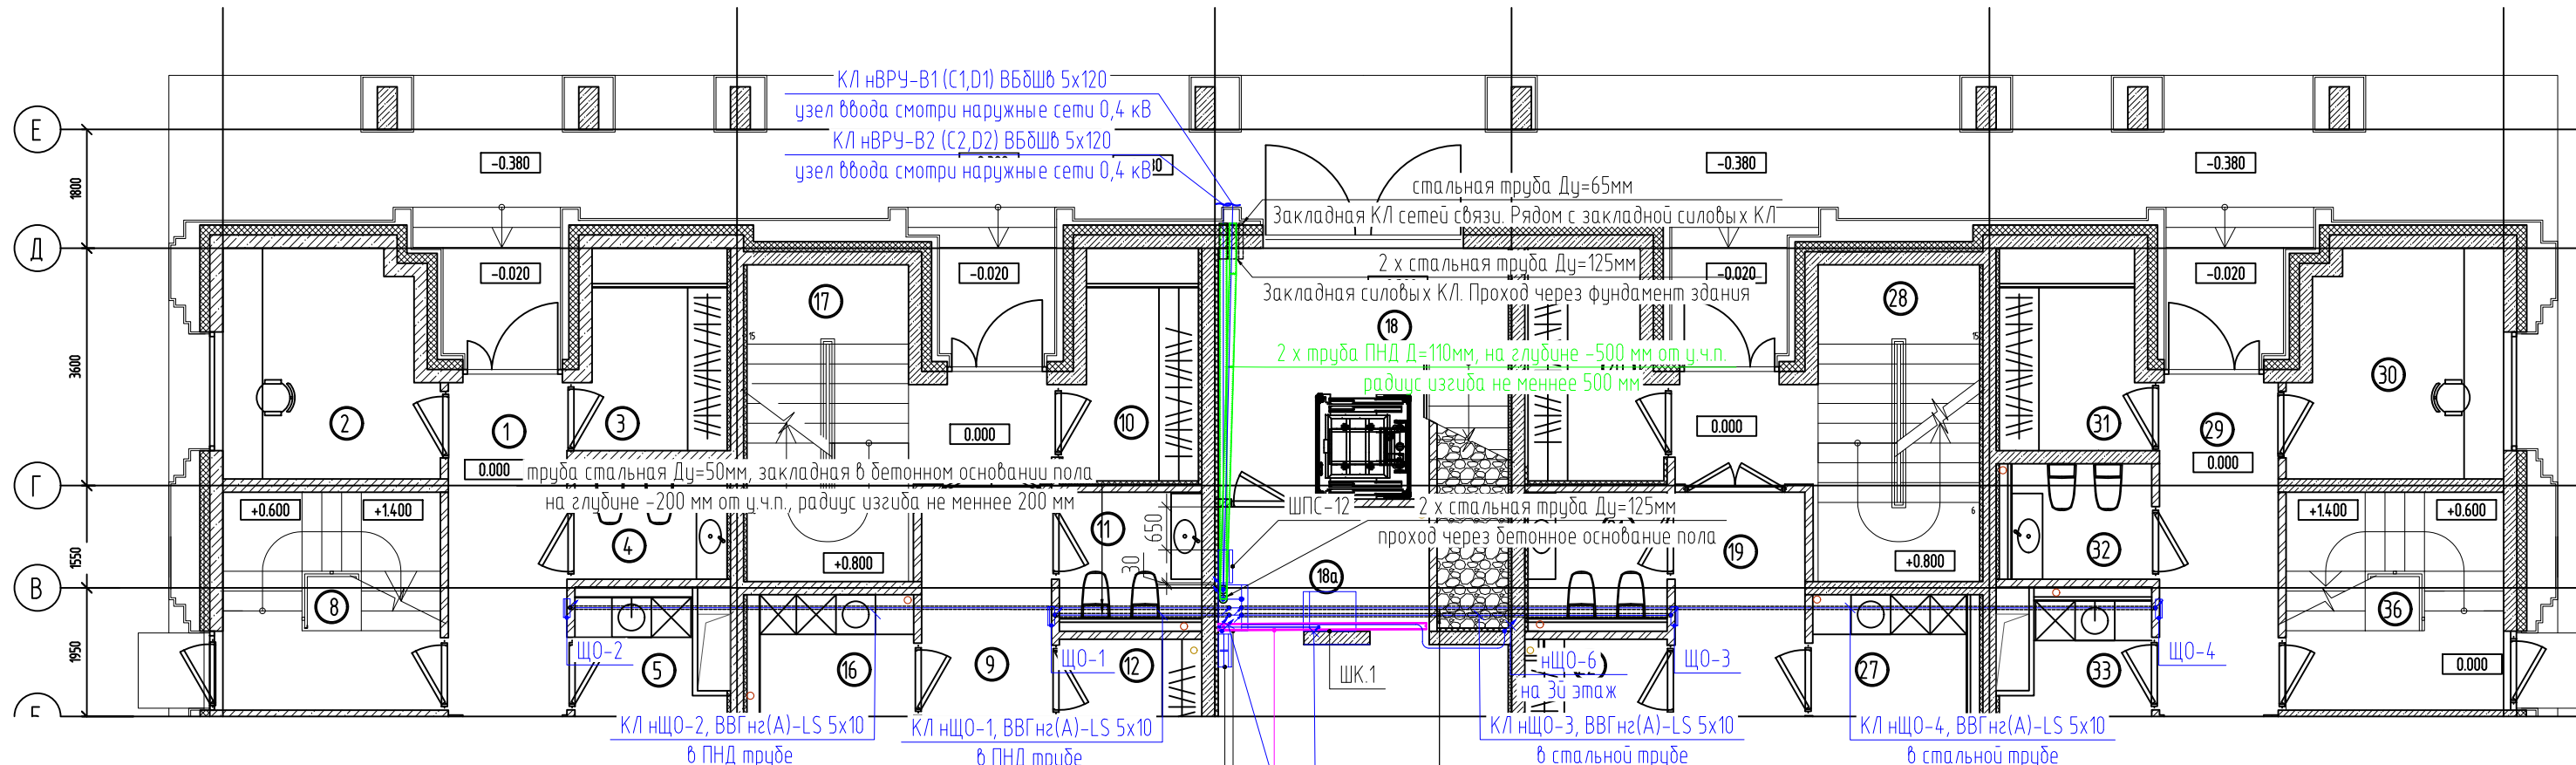 КЛ нВРУ-В1 (С1,D1) ВБбШв 5х120
узел ввода смотри наружные сети 0,4 кВ
КЛ нВРУ-В2 (С2,D2) ВБбШв 5х120
узел ввода смотри наружные сети 0,4 кВ
Е
-0.380
-0.380
-0.380
1800
стальная труба Ду=65мм
Закладная КЛ сетей связи. Рядом с закладной силовых КЛ
Д
-0.020
-0.020
-0.020
-0.020
2 х стальная труба Ду=125мм
Закладная силовых КЛ. Проход через фундамент здания
17
18
28
15
15
2 х труба ПНД Д=110мм, на глубине -500 мм от у.ч.п.
радиус изгиба не меннее 500 мм
3600
30
2
1
3
10
31
29
0.000
0.000
0.000
0.000
труба стальная Ду=50мм, закладная в бетонном основании пола
на глубине -200 мм от у.ч.п., радиус изгиба не меннее 200 мм
Г
+0.600
+1.400
ШПС-12
2 х стальная труба Ду=125мм
проход через бетонное основание пола
6
+1.400
+0.600
11
650
30
4
19
32
1550
+0.800
+0.800
В
18а
8
36
1950
ЩО-2
ЩО-1
нЩО-6
на 3й этаж
ЩО-3
ЩО-4
5
16
9
12
ШК.1
27
33
0.000
КЛ нЩО-2, ВВГнг(А)-LS 5х10
в ПНД трубе
КЛ нЩО-1, ВВГнг(А)-LS 5х10
в ПНД трубе
КЛ нЩО-3, ВВГнг(А)-LS 5х10
в стальной трубе
КЛ нЩО-4, ВВГнг(А)-LS 5х10
в стальной трубе